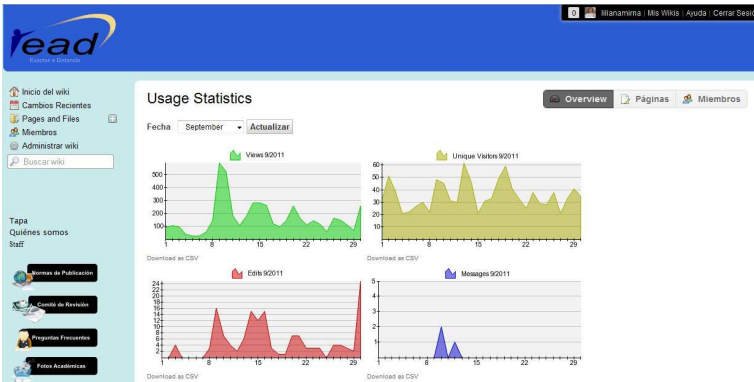 0 lilianamirna | Mis Wikis | Ayuda | Cerrar Sesió
read
Exactas a Distancia
Inicio del wiki
Cambios Recientes
Pages and Files
Miembros
Administrar wiki
Buscar wiki
Tapa
Quiénes somos
Staff
Normas de Publicación
Comité de Revisión
Preguntas Frecuentes
Fotos Académicas
Usage Statistics
Overview Páginas Miembros
Fecha September Actualizar
Views 9/2011
500
400
300
200
100
1 8 15 22 29
Download as CSV
Unique Visitors 9/2011
60
50
40
30
20
10
1 8 15 22 29
Download as CSV
Edits 9/2011
24
22
20
18
16
14
12
10
8
6
4
2
1 8 15 22 29
Download as CSV
Messages 9/2011
5
4
3
2
1
1 8 15 22 29
Download as CSV